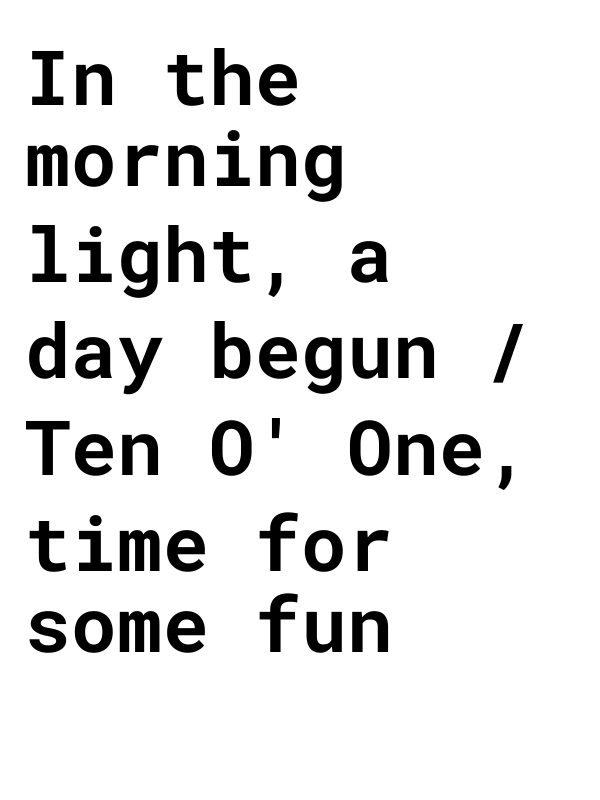 In the
morning
light, a
day begun /
Ten O' One,
time for
some fun